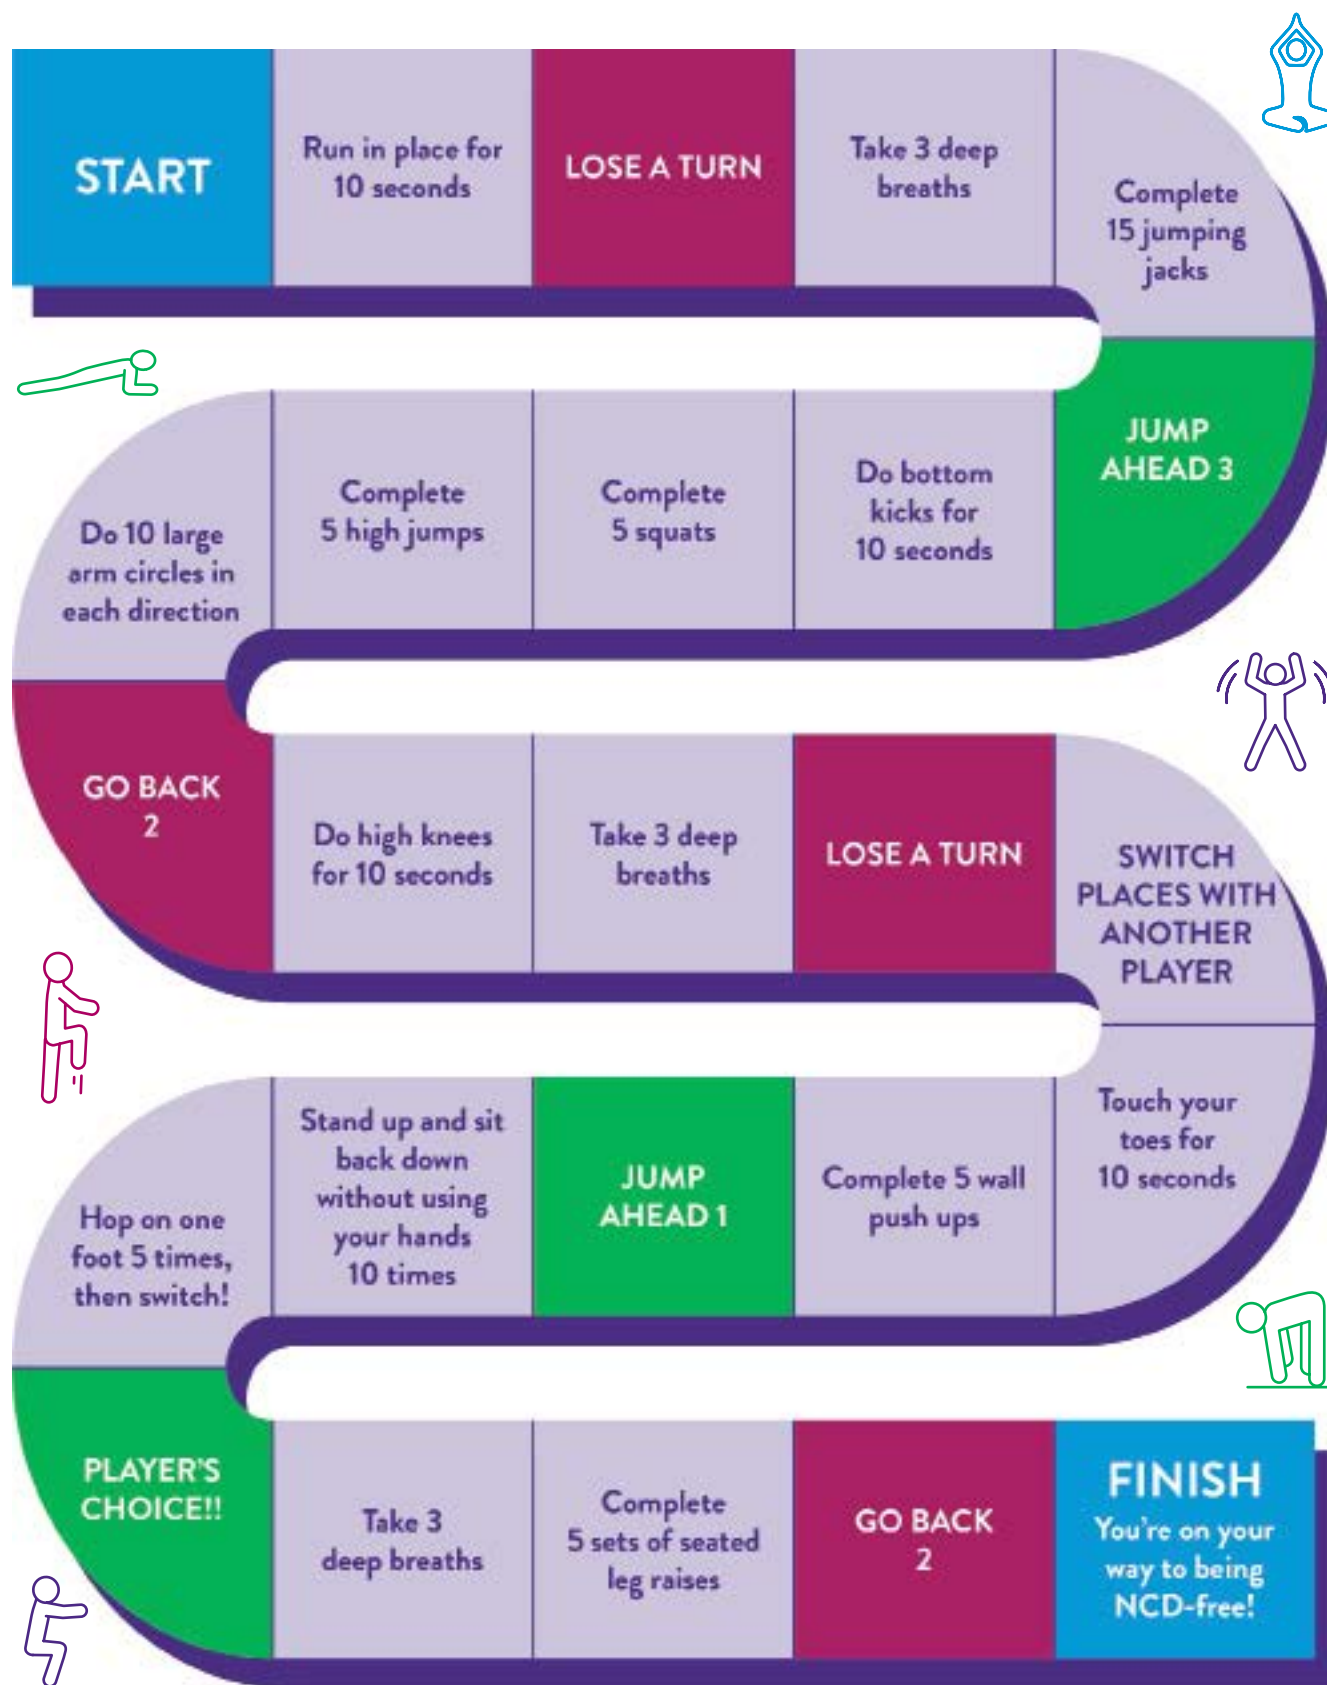 START
Run in place for
10 seconds
LOSE A TURN
Take 3 deep
breaths
Complete
15 jumping
jacks
JUMP
AHEAD 3
Do bottom
kicks for
10 seconds
Complete
5 squats
Complete
5 high jumps
Do 10 large
arm circles in
each direction
GO BACK
2
Do high knees
for 10 seconds
Take 3 deep
breaths
LOSE A TURN
SWITCH
PLACES WITH
ANOTHER
PLAYER
Touch your
toes for
10 seconds
Complete 5 wall
push ups
JUMP
AHEAD 1
Stand up and sit
back down
without using
your hands
10 times
Hop on one
foot 5 times,
then switch!
PLAYER'S
CHOICE!!
Take 3
deep breaths
Complete
5 sets of seated
leg raises
GO BACK
2
FINISH
You're on your
way to being
NCD-free!